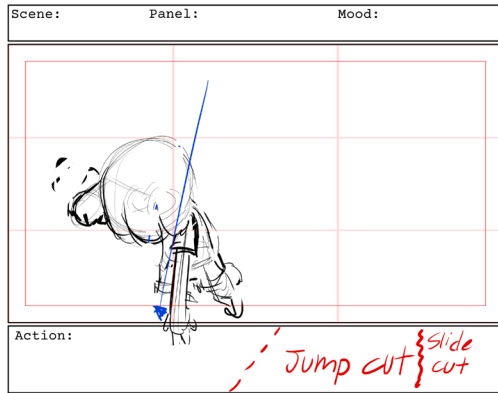 Scene: Panel: Mood:
Action:
Jump cut
Slide
cut